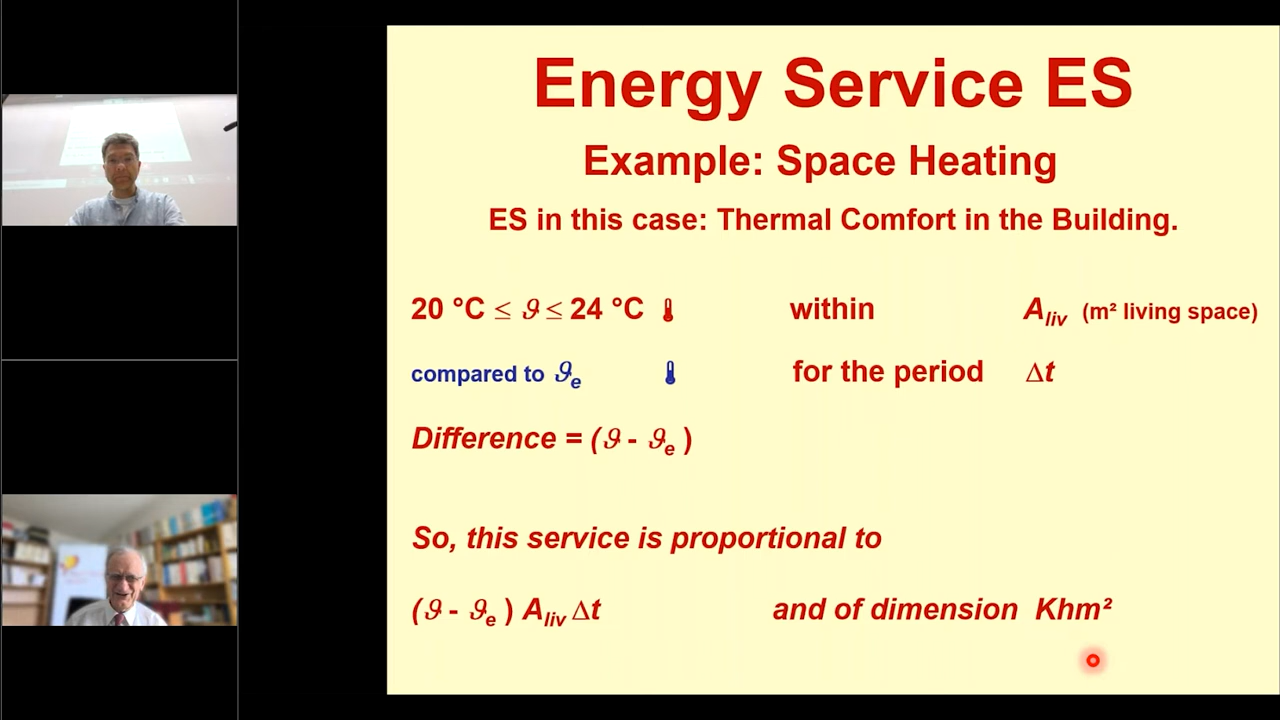 Energy Service ES
Example: Space Heating
ES in this case: Thermal Comfort in the Building.
20 °C ≤ 𝜗 ≤ 24 °C within A_liv (m² living space)
compared to 𝜗_e for the period Δt
Difference = (𝜗 - 𝜗_e )
So, this service is proportional to
(𝜗 - 𝜗_e ) A_liv Δt and of dimension Khm²